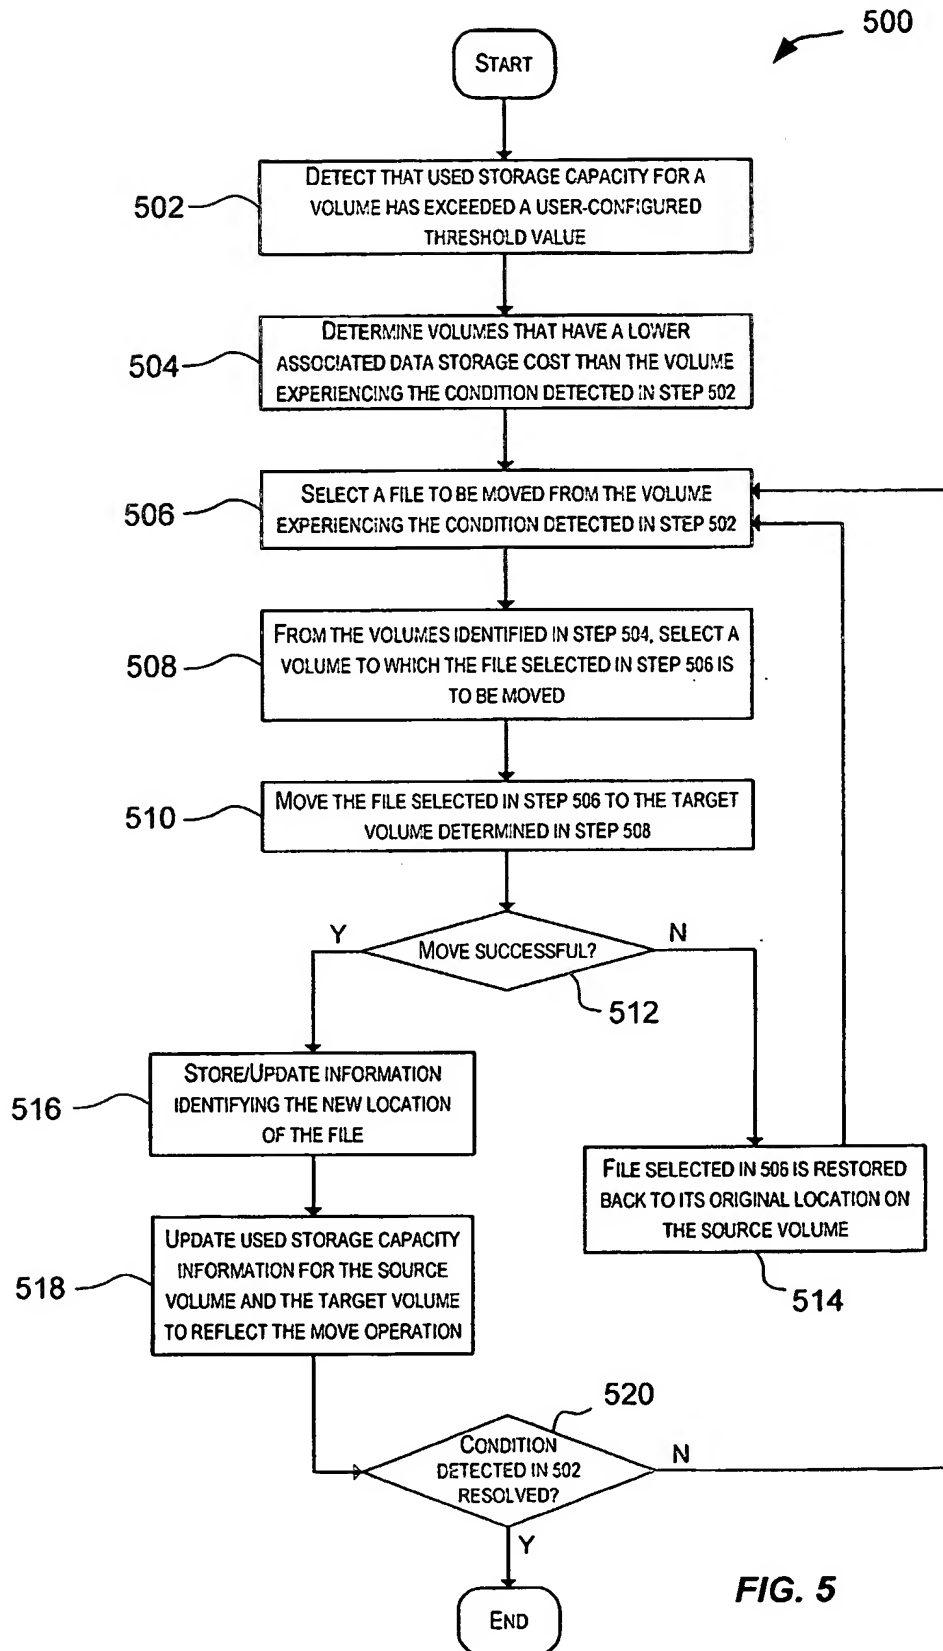 500
START
502
DETECT THAT USED STORAGE CAPACITY FOR A
VOLUME HAS EXCEEDED A USER-CONFIGURED
THRESHOLD VALUE
504
DETERMINE VOLUMES THAT HAVE A LOWER
ASSOCIATED DATA STORAGE COST THAN THE VOLUME
EXPERIENCING THE CONDITION DETECTED IN STEP 502
506
SELECT A FILE TO BE MOVED FROM THE VOLUME
EXPERIENCING THE CONDITION DETECTED IN STEP 502
508
FROM THE VOLUMES IDENTIFIED IN STEP 504, SELECT A
VOLUME TO WHICH THE FILE SELECTED IN STEP 506 IS
TO BE MOVED
510
MOVE THE FILE SELECTED IN STEP 506 TO THE TARGET
VOLUME DETERMINED IN STEP 508
Y
MOVE SUCCESSFUL?
N
512
516
STORE/UPDATE INFORMATION
IDENTIFYING THE NEW LOCATION
OF THE FILE
FILE SELECTED IN 506 IS RESTORED
BACK TO ITS ORIGINAL LOCATION ON
THE SOURCE VOLUME
514
518
UPDATE USED STORAGE CAPACITY
INFORMATION FOR THE SOURCE
VOLUME AND THE TARGET VOLUME
TO REFLECT THE MOVE OPERATION
520
CONDITION
DETECTED IN 502
RESOLVED?
N
Y
END
FIG. 5